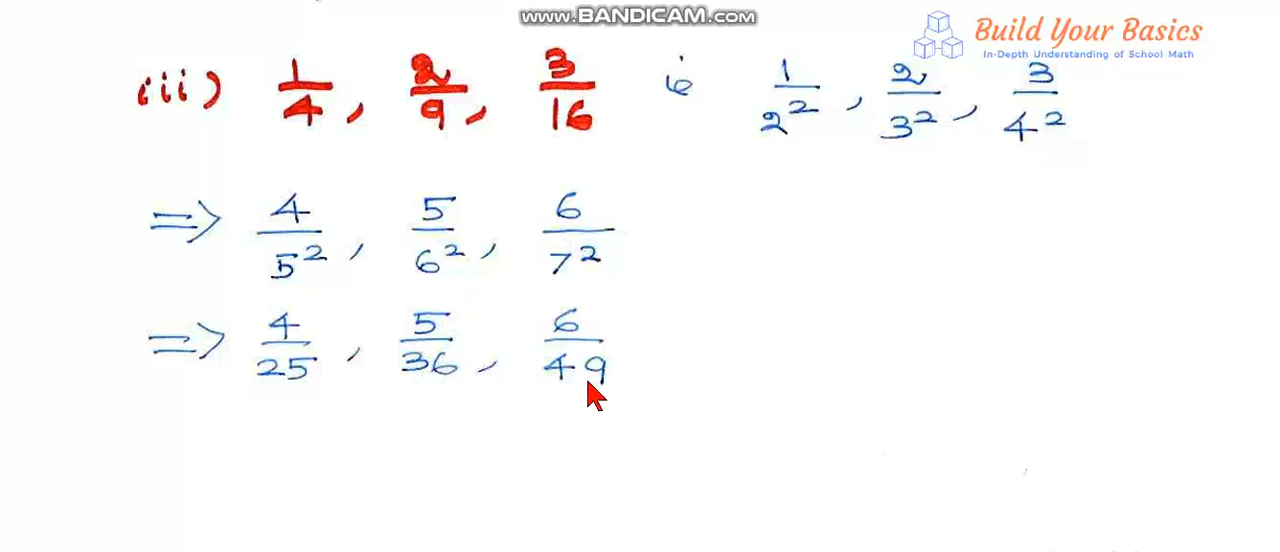 www.BANDICAM.com
Build Your Basics
In-Depth Understanding of School Math
iii) 1/4, 2/9, 3/16 ie 1/2², 2/3², 3/4²
=> 4/5², 5/6², 6/7²
=> 4/25, 5/36, 6/49